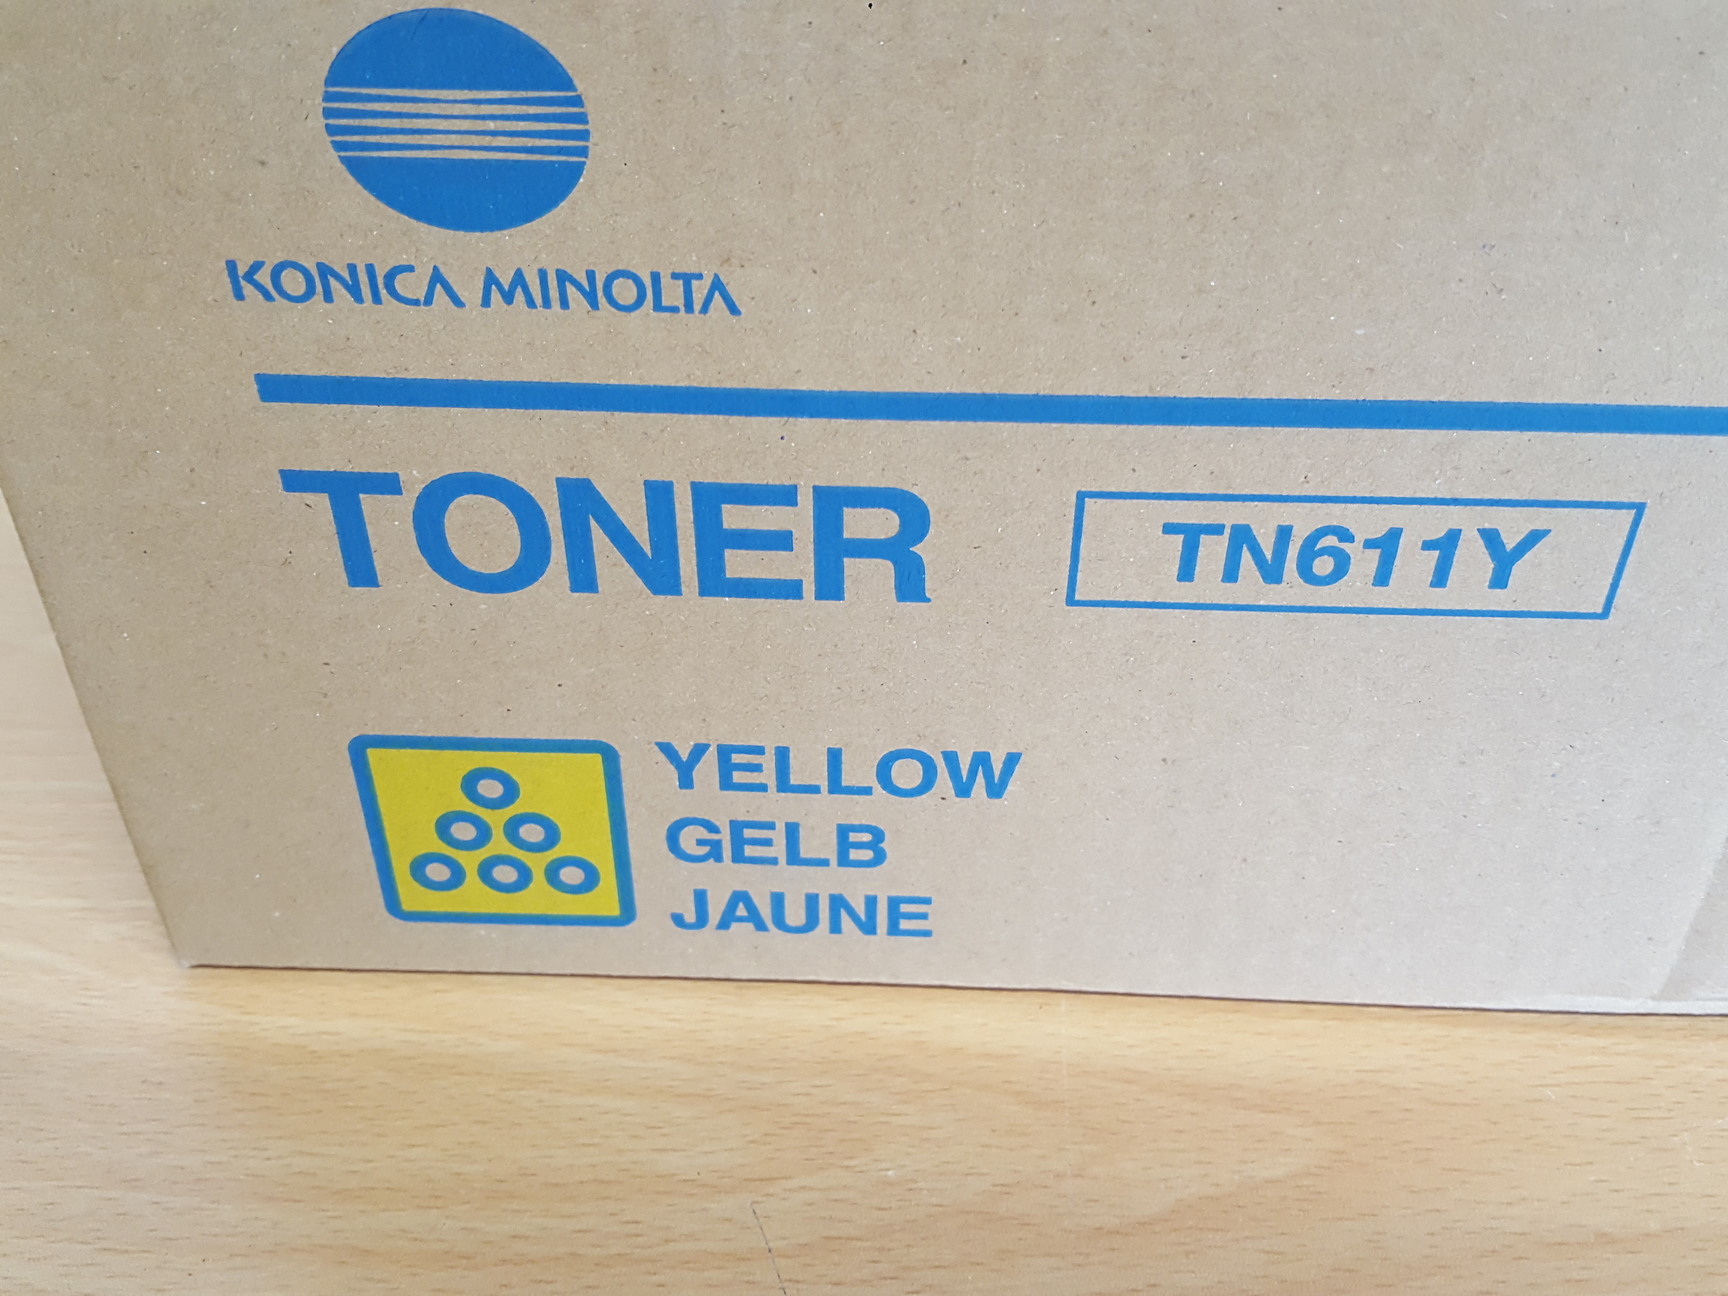 KONICA MINOLTA
TONER TN611Y
YELLOW
GELB
JAUNE